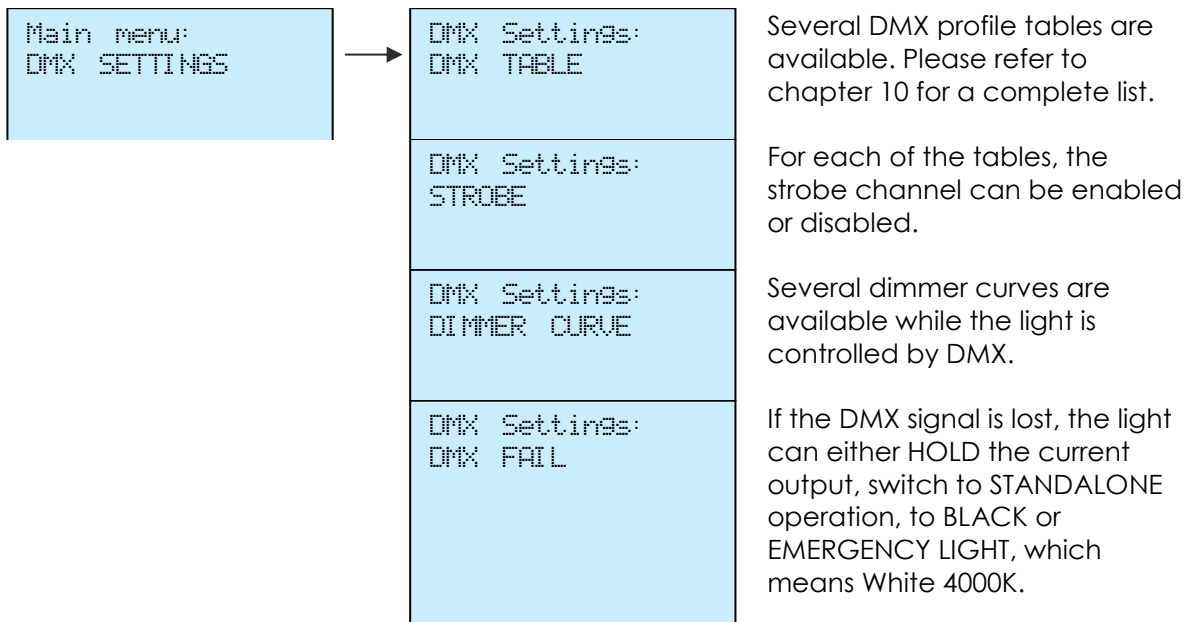 Main menu:
DMX SETTINGS
DMX Settings:
DMX TABLE
Several DMX profile tables are
available. Please refer to
chapter 10 for a complete list.
DMX Settings:
STROBE
For each of the tables, the
strobe channel can be enabled
or disabled.
DMX Settings:
DIMMER CURVE
Several dimmer curves are
available while the light is
controlled by DMX.
DMX Settings:
DMX FAIL
If the DMX signal is lost, the light
can either HOLD the current
output, switch to STANDALONE
operation, to BLACK or
EMERGENCY LIGHT, which
means White 4000K.